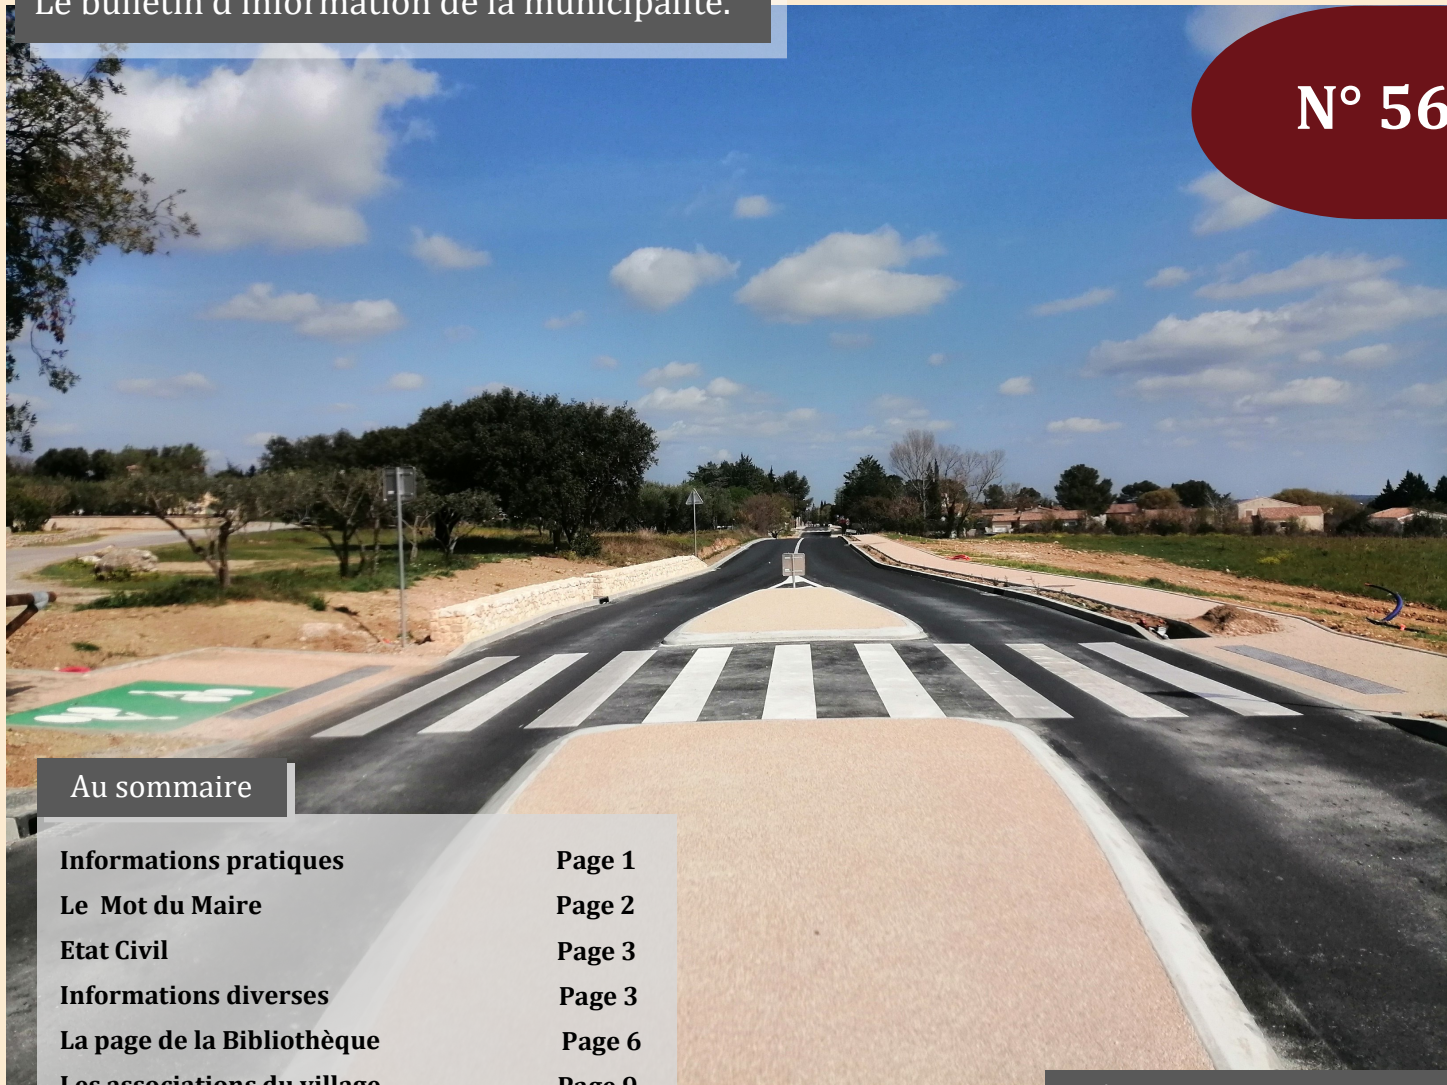 Le bulletin d'information de la municipalité.
N° 56
Au sommaire
Informations pratiques Page 1
Le Mot du Maire Page 2
Etat Civil Page 3
Informations diverses Page 3
La page de la Bibliothèque Page 6
Les associations du village Page 9